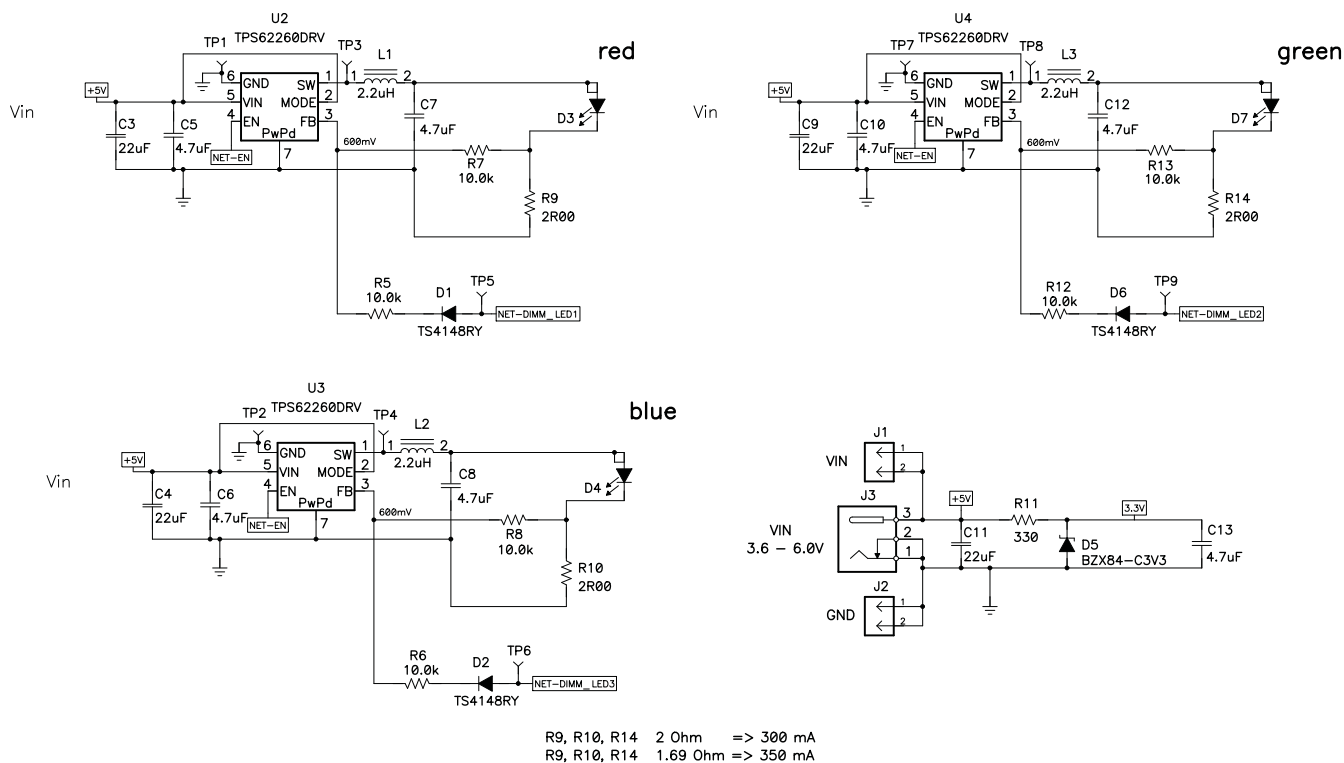 U2
TPS62260DRV
red
TP1
TP3
L1
1
2
2.2uH
6
GND
SW
1
+5V
5
VIN
MODE
2
4
EN
FB
3
PwPd
7
Vin
C3
22uF
C5
4.7uF
NET-EN
C7
4.7uF
D3
600mV
R7
10.0k
R9
2R00
R5
10.0k
D1
TS4148RY
TP5
NET-DIMM_LED1
U4
TPS62260DRV
green
TP7
TP8
L3
1
2
2.2uH
6
GND
SW
1
+5V
5
VIN
MODE
2
4
EN
FB
3
PwPd
7
Vin
C9
22uF
C10
4.7uF
NET-EN
C12
4.7uF
D7
600mV
R13
10.0k
R14
2R00
R12
10.0k
D6
TS4148RY
TP9
NET-DIMM_LED2
U3
TPS62260DRV
blue
TP2
TP4
L2
1
2
2.2uH
6
GND
SW
1
+5V
5
VIN
MODE
2
4
EN
FB
3
PwPd
7
Vin
C4
22uF
C6
4.7uF
NET-EN
C8
4.7uF
D4
600mV
R8
10.0k
R10
2R00
R6
10.0k
D2
TS4148RY
TP6
NET-DIMM_LED3
J1
VIN
1
2
J3
VIN
3.6 – 6.0V
3
2
1
J2
GND
1
2
+5V
C11
22uF
R11
330
3.3V
D5
BZX84-C3V3
C13
4.7uF
R9, R10, R14 2 Ohm => 300 mA
R9, R10, R14 1.69 Ohm => 350 mA